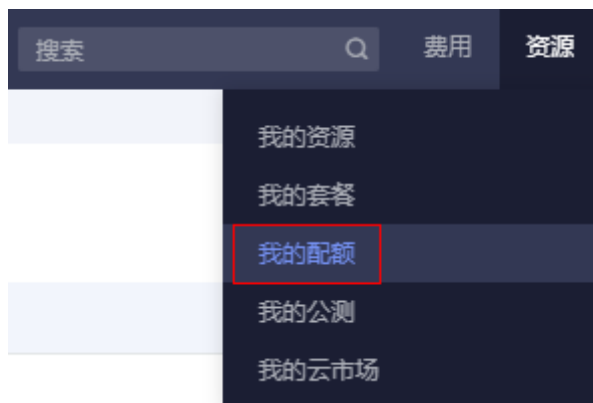 搜索 费用 资源
我的资源
我的套餐
我的配额
我的公测
我的云市场